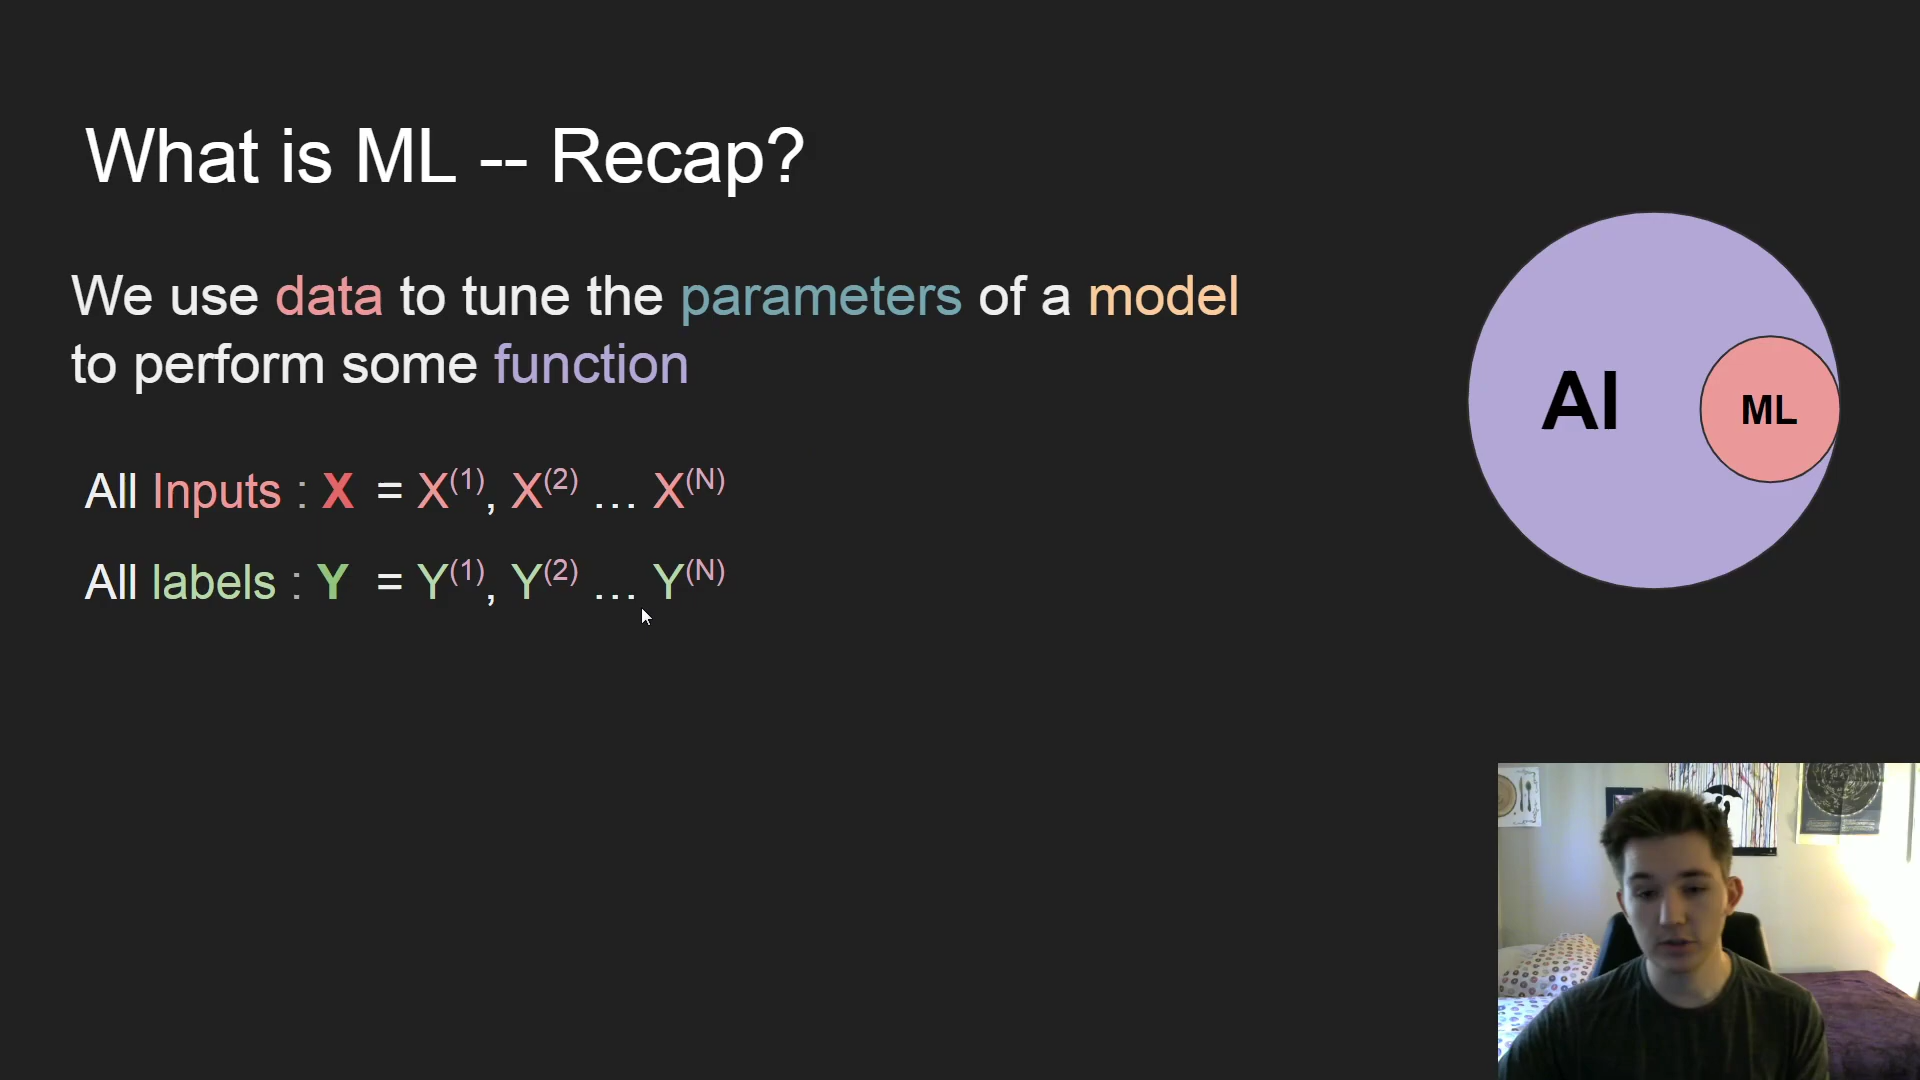 What is ML -- Recap?
We use data to tune the parameters of a model
to perform some function
All Inputs : X = X⁽¹⁾, X⁽²⁾ ... X⁽ᴺ⁾
All labels : Y = Y⁽¹⁾, Y⁽²⁾ ... Y⁽ᴺ⁾
AI
ML